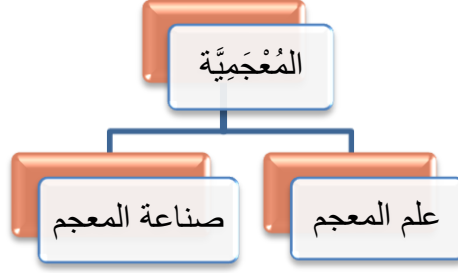 المُعْجَمِيَّة
علم المعجم
صناعة المعجم